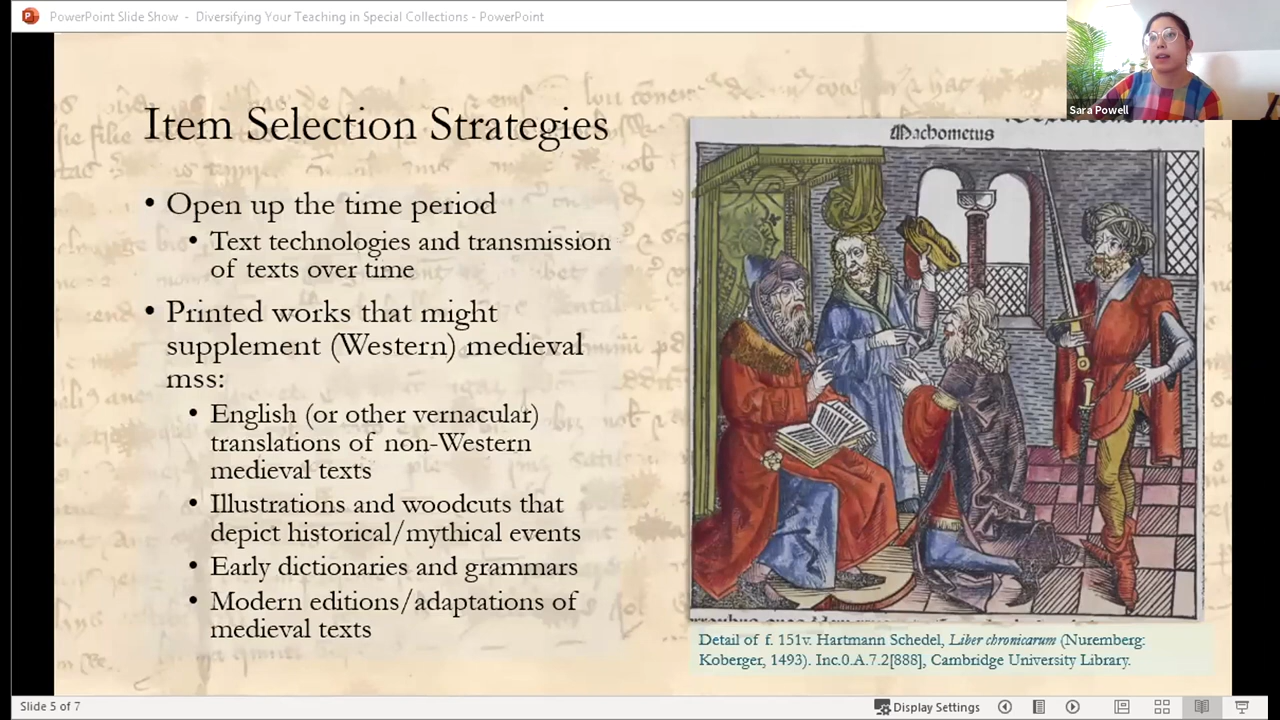 PowerPoint Slide Show - Diversifying Your Teaching in Special Collections - PowerPoint
Sara Powell
Item Selection Strategies
• Open up the time period
• Text technologies and transmission
of texts over time
• Printed works that might
supplement (Western) medieval
mss:
• English (or other vernacular)
translations of non-Western
medieval texts
• Illustrations and woodcuts that
depict historical/mythical events
• Early dictionaries and grammars
• Modern editions/adaptations of
medieval texts
Machometus
Detail of f. 151v. Hartmann Schedel, Liber chronicarum (Nuremberg:
Koberger, 1493). Inc.0.A.7.2[888], Cambridge University Library.
Slide 5 of 7
Display Settings